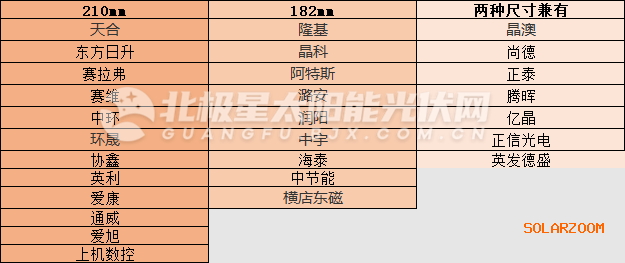 210mm 182mm 两种尺寸兼有
天合 隆基 晶澳
东方日升 晶科 尚德
赛拉弗 阿特斯 正泰
赛维 潞安 腾晖
中环 润阳 亿晶
环晟 中宇 正信光电
协鑫 海泰 英发德盛
英利 中节能
爱康 横店东磁
通威
爱旭
上机数控
北极星太阳能光伏网
GUANGFU.BJX.COM.CN
SOLARZOOM